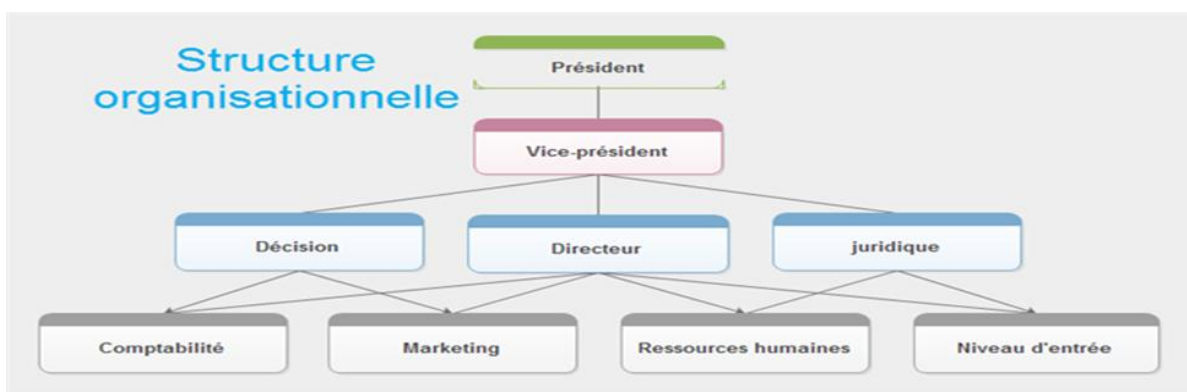 Structure
organisationnelle
Président
Vice-président
Décision
Directeur
juridique
Comptabilité
Marketing
Ressources humaines
Niveau d'entrée